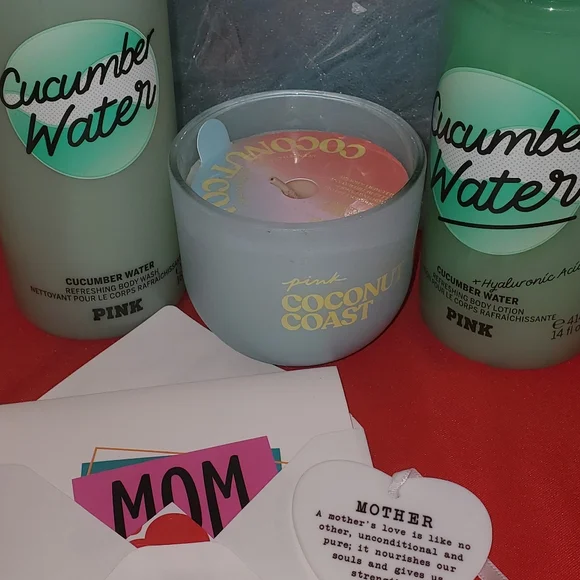 Cucumber
Water
CUCUMBER WATER
REFRESHING BODY WASH
NETTOYANT POUR LE CORPS RAFRAÎCHISSANT
PINK
COCONUT
COCONUT CO
pink
COCONUT
COAST
Cucumber
Water
+ Hyaluronic Acid
CUCUMBER WATER
REFRESHING BODY LOTION
POUR LE CORPS RAFRAÎCHISSANTE
PINK
14 fl
MOM
MOTHER
A mother's love is like no
other, unconditional and
pure; it nourishes our
souls and gives us